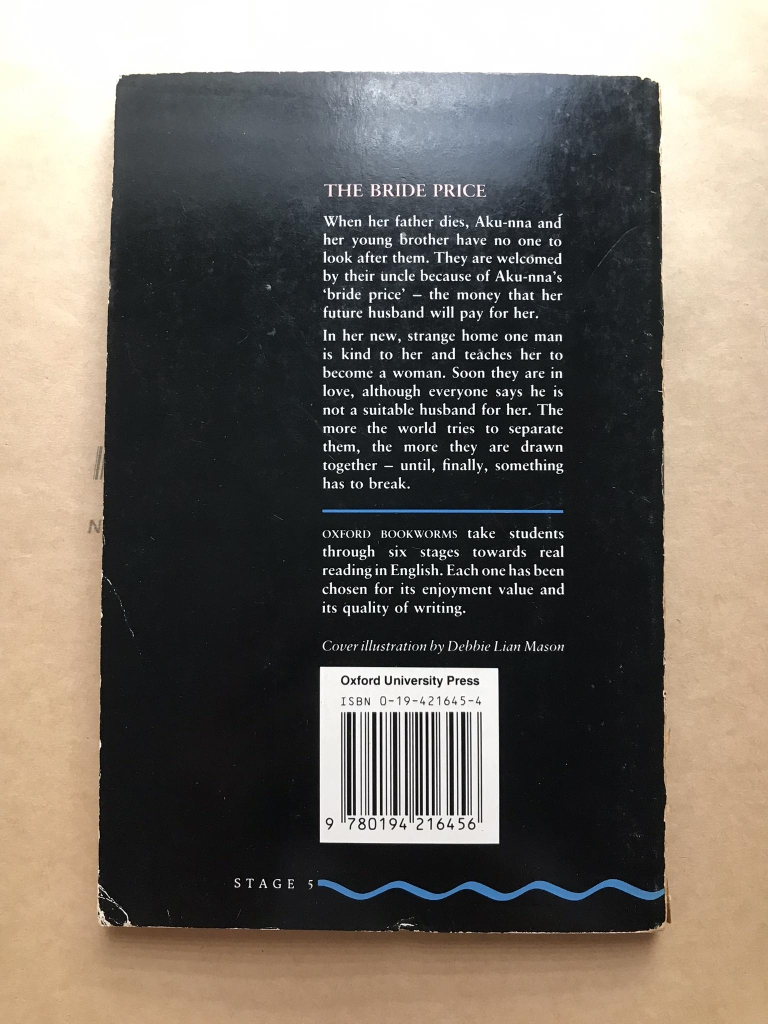 THE BRIDE PRICE
When her father dies, Aku-nna and
her young brother have no one to
look after them. They are welcomed
by their uncle because of Aku-nna's
'bride price' – the money that her
future husband will pay for her.
In her new, strange home one man
is kind to her and teaches her to
become a woman. Soon they are in
love, although everyone says he is
not a suitable husband for her. The
more the world tries to separate
them, the more they are drawn
together – until, finally, something
has to break.
OXFORD BOOKWORMS take students
through six stages towards real
reading in English. Each one has been
chosen for its enjoyment value and
its quality of writing.
Cover illustration by Debbie Lian Mason
Oxford University Press
ISBN 0-19-421645-4
9 780194 216456
STAGE 5